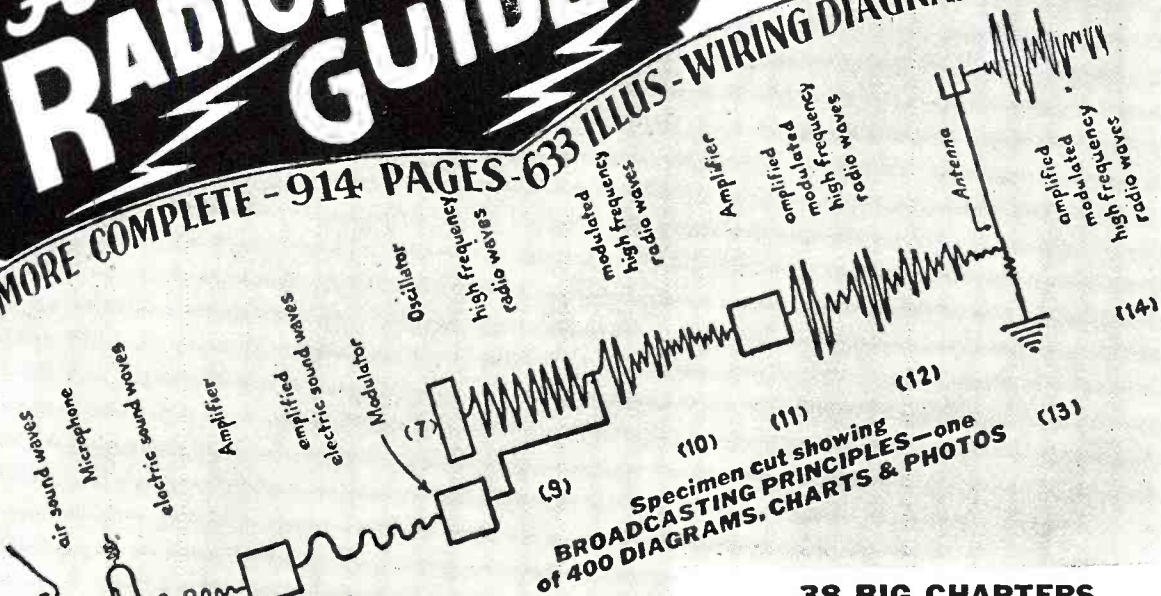 RADIO
GUIDE
MORE COMPLETE - 914 PAGES - 633 ILLUS - WIRING
air sound waves
Microphone
electric sound waves
Amplifier
amplified
electric sound waves
Modulator
Oscillator
high frequency
radio waves
modulated
high frequency
radio waves
Amplifier
amplified
modulated
high frequency
radio waves
Antenna
amplified
modulated
high frequency
radio waves
(7)
(9)
(10)
(11)
(12)
(13)
(14)
Specimen cut showing
BROADCASTING PRINCIPLES—one
of 400 DIAGRAMS, CHARTS & PHOTOS
38 BIG CHAPTERS